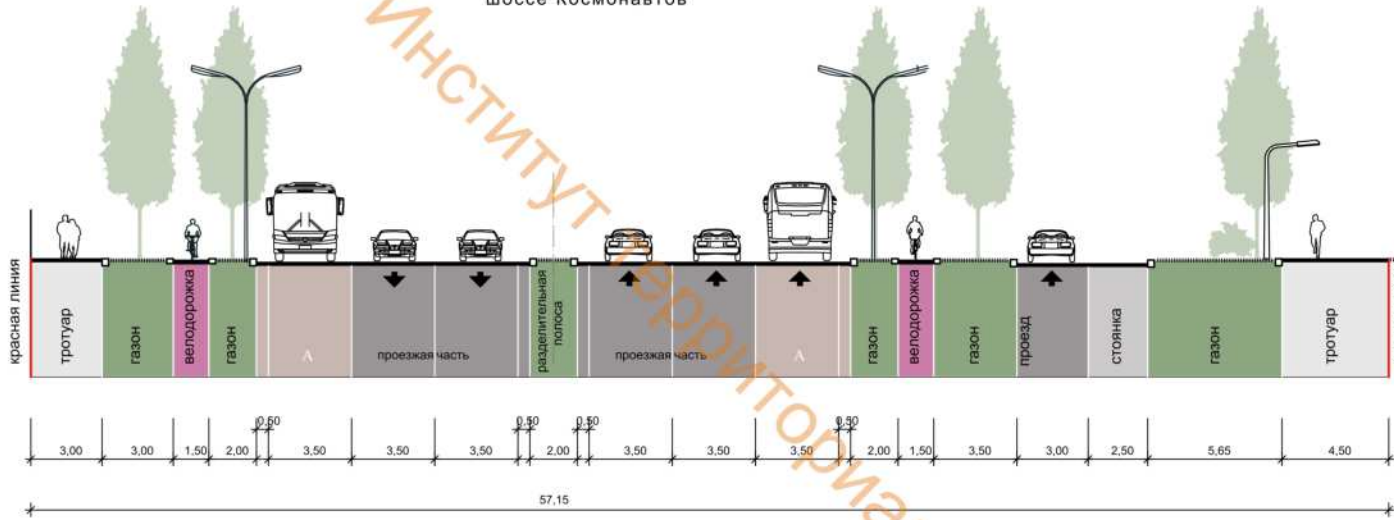 шоссе Космонавтов
Институт территориа
красная линия
тротуар
газон
велодорожка
газон
А
проезжая часть
разделительная
полоса
проезжая часть
А
газон
велодорожка
газон
проезд
стоянка
газон
тротуар
0,50 0,50 0,50 0,50
3,00 3,00 1,50 2,00 3,50 3,50 3,50 2,00 3,50 3,50 3,50 2,00 1,50 3,50 3,00 2,50 5,65 4,50
57,15